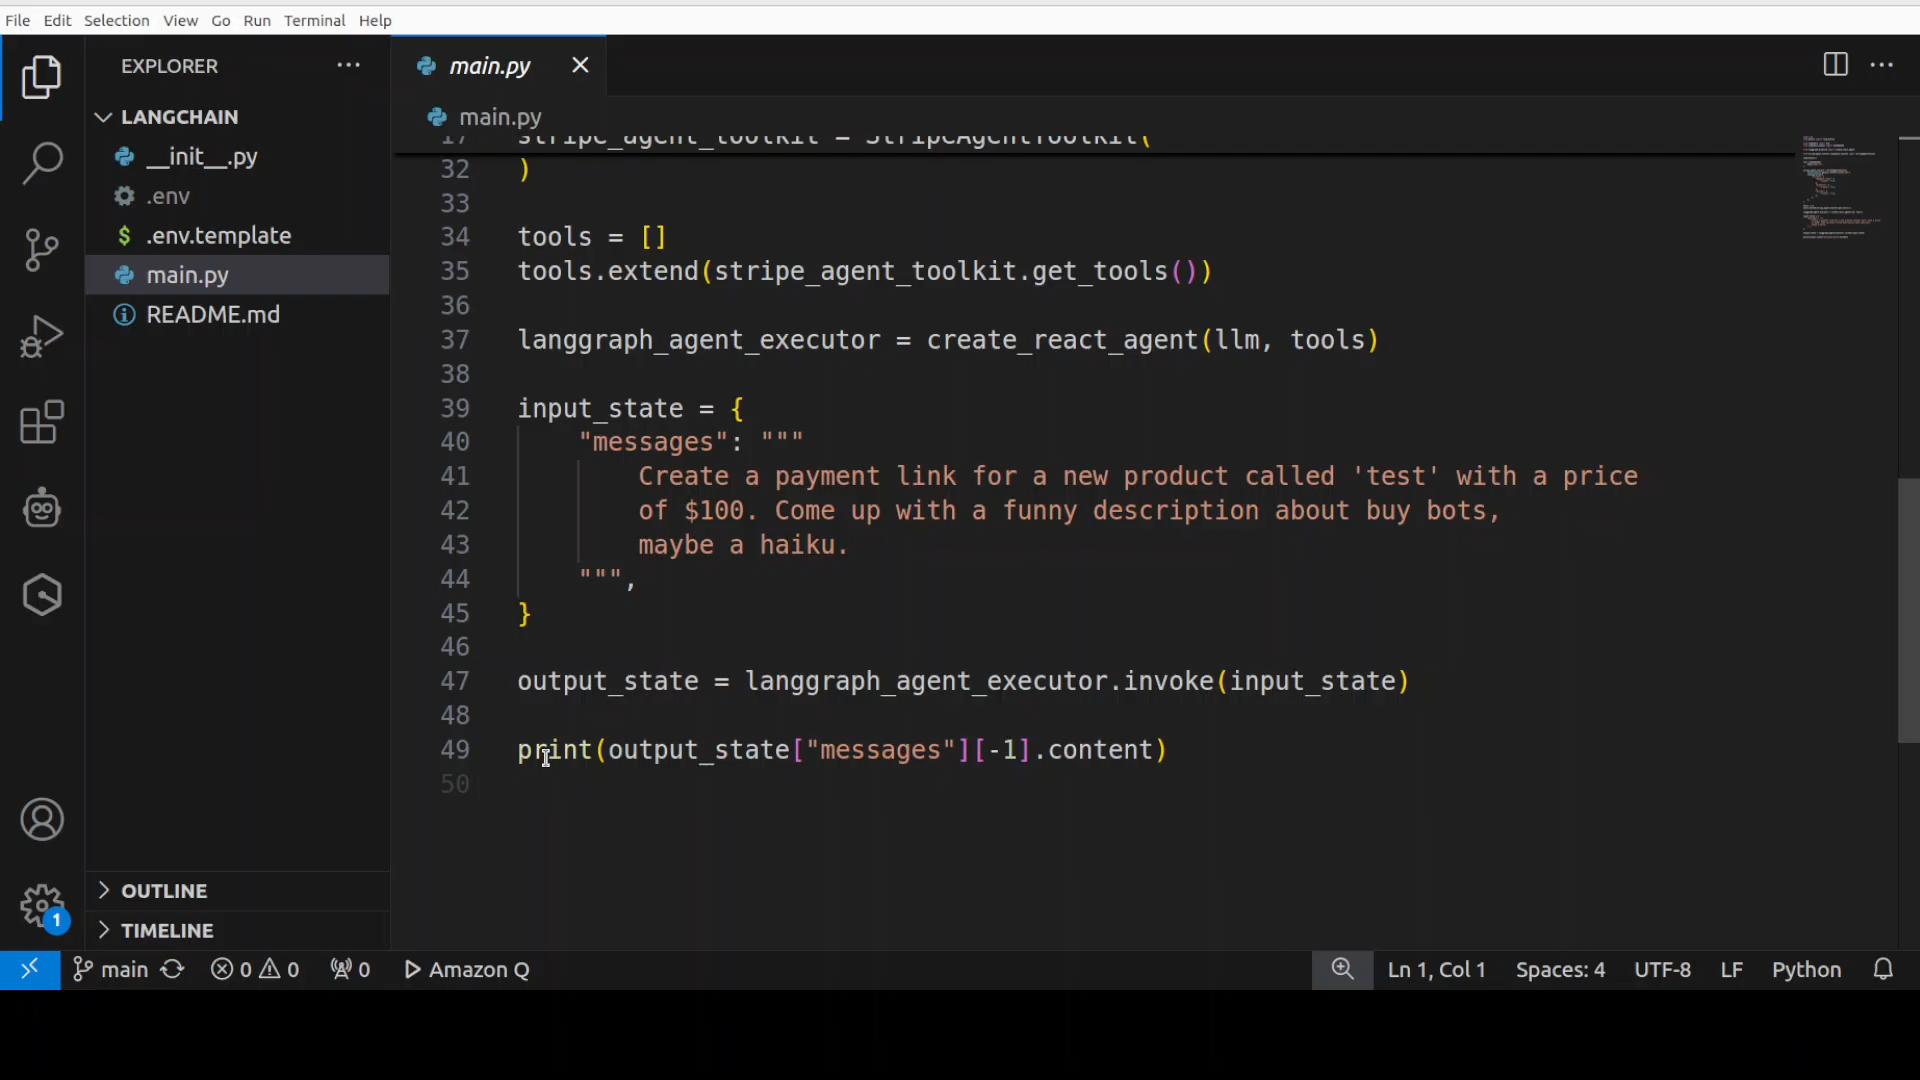 File Edit Selection View Go Run Terminal Help
EXPLORER
main.py
LANGCHAIN
__init__.py
.env
.env.template
main.py
README.md
OUTLINE
TIMELINE
main.py
17 stripe_agent_toolkit = StripeAgentToolkit(
32 )
33
34 tools = []
35 tools.extend(stripe_agent_toolkit.get_tools())
36
37 langgraph_agent_executor = create_react_agent(llm, tools)
38
39 input_state = {
40 "messages": """
41 Create a payment link for a new product called 'test' with a price
42 of $100. Come up with a funny description about buy bots,
43 maybe a haiku.
44 """,
45 }
46
47 output_state = langgraph_agent_executor.invoke(input_state)
48
49 print(output_state["messages"][-1].content)
50
1
main 0 0 0 Amazon Q Ln 1, Col 1 Spaces: 4 UTF-8 LF Python